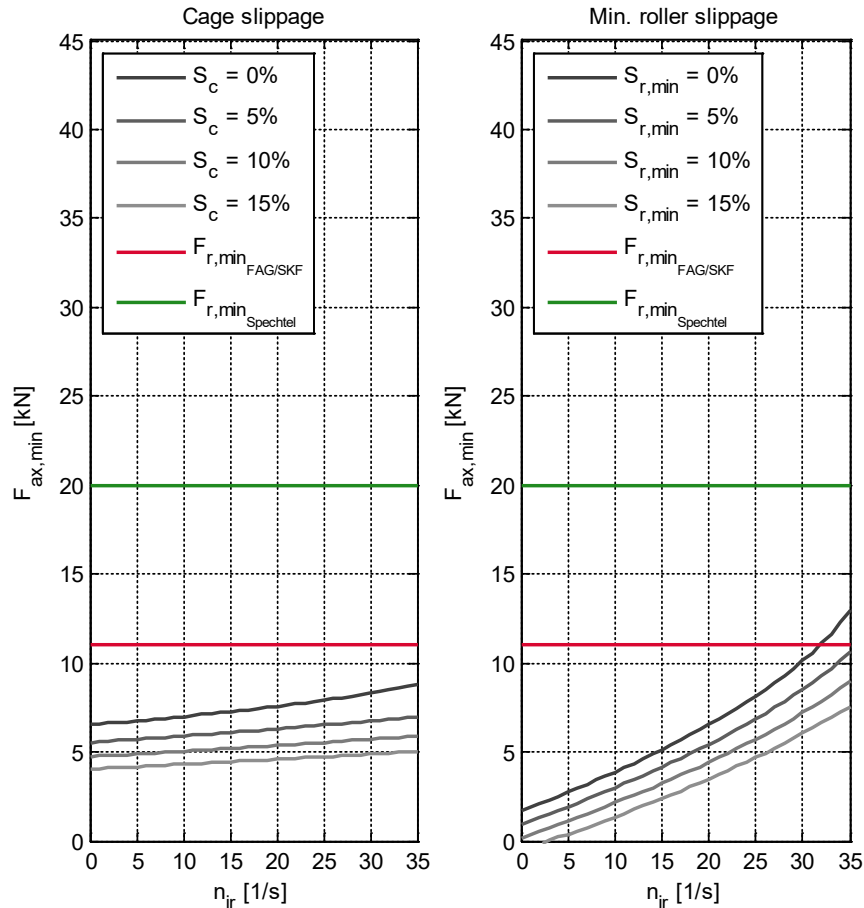 Cage slippage
F_ax,min [kN]
45
40
35
30
25
20
15
10
5
0
S_c = 0%
S_c = 5%
S_c = 10%
S_c = 15%
F_r,min_FAG/SKF
F_r,min_Spechtel
0 5 10 15 20 25 30 35
n_ir [1/s]
Min. roller slippage
F_ax,min [kN]
45
40
35
30
25
20
15
10
5
0
S_r,min = 0%
S_r,min = 5%
S_r,min = 10%
S_r,min = 15%
F_r,min_FAG/SKF
F_r,min_Spechtel
0 5 10 15 20 25 30 35
n_ir [1/s]